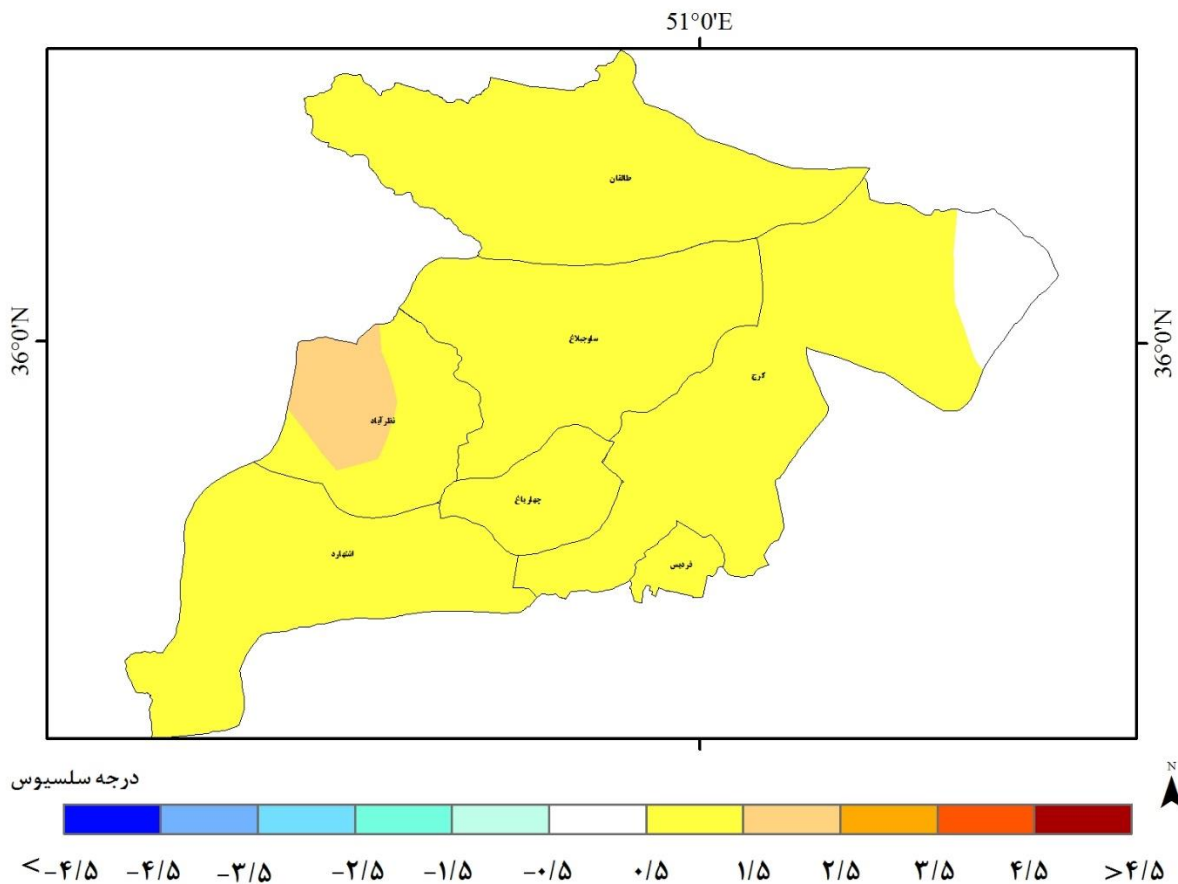 51°0'E
طالقان
36°0'N
36°0'N
ساوجبلاغ
کرج
نظرآباد
چهارباغ
اشتهارد
فردیس
درجه سلسیوس
N
<-۴/۵ -۴/۵ -۳/۵ -۲/۵ -۱/۵ -۰/۵ ۰/۵ ۱/۵ ۲/۵ ۳/۵ ۴/۵ >۴/۵